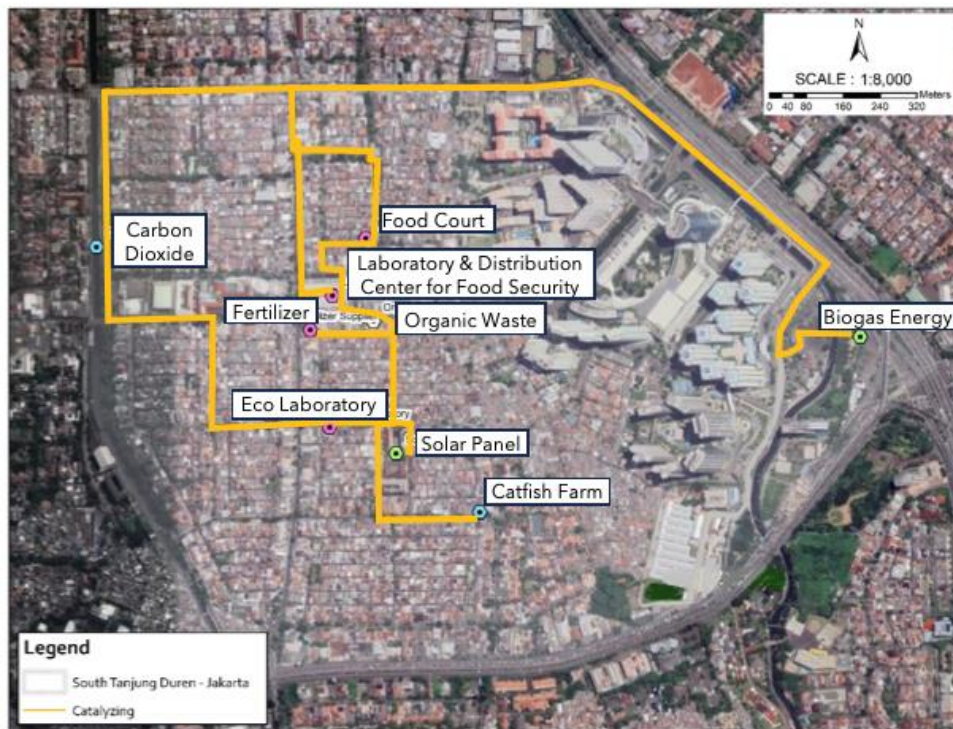 N
SCALE : 1:8,000
Meters
0 40 80 160 240 320
Food Court
Carbon
Dioxide
Laboratory & Distribution
Center for Food Security
Fertilizer
Organic Waste
Biogas Energy
Eco Laboratory
Solar Panel
Catfish Farm
Legend
South Tanjung Duren - Jakarta
Catalyzing